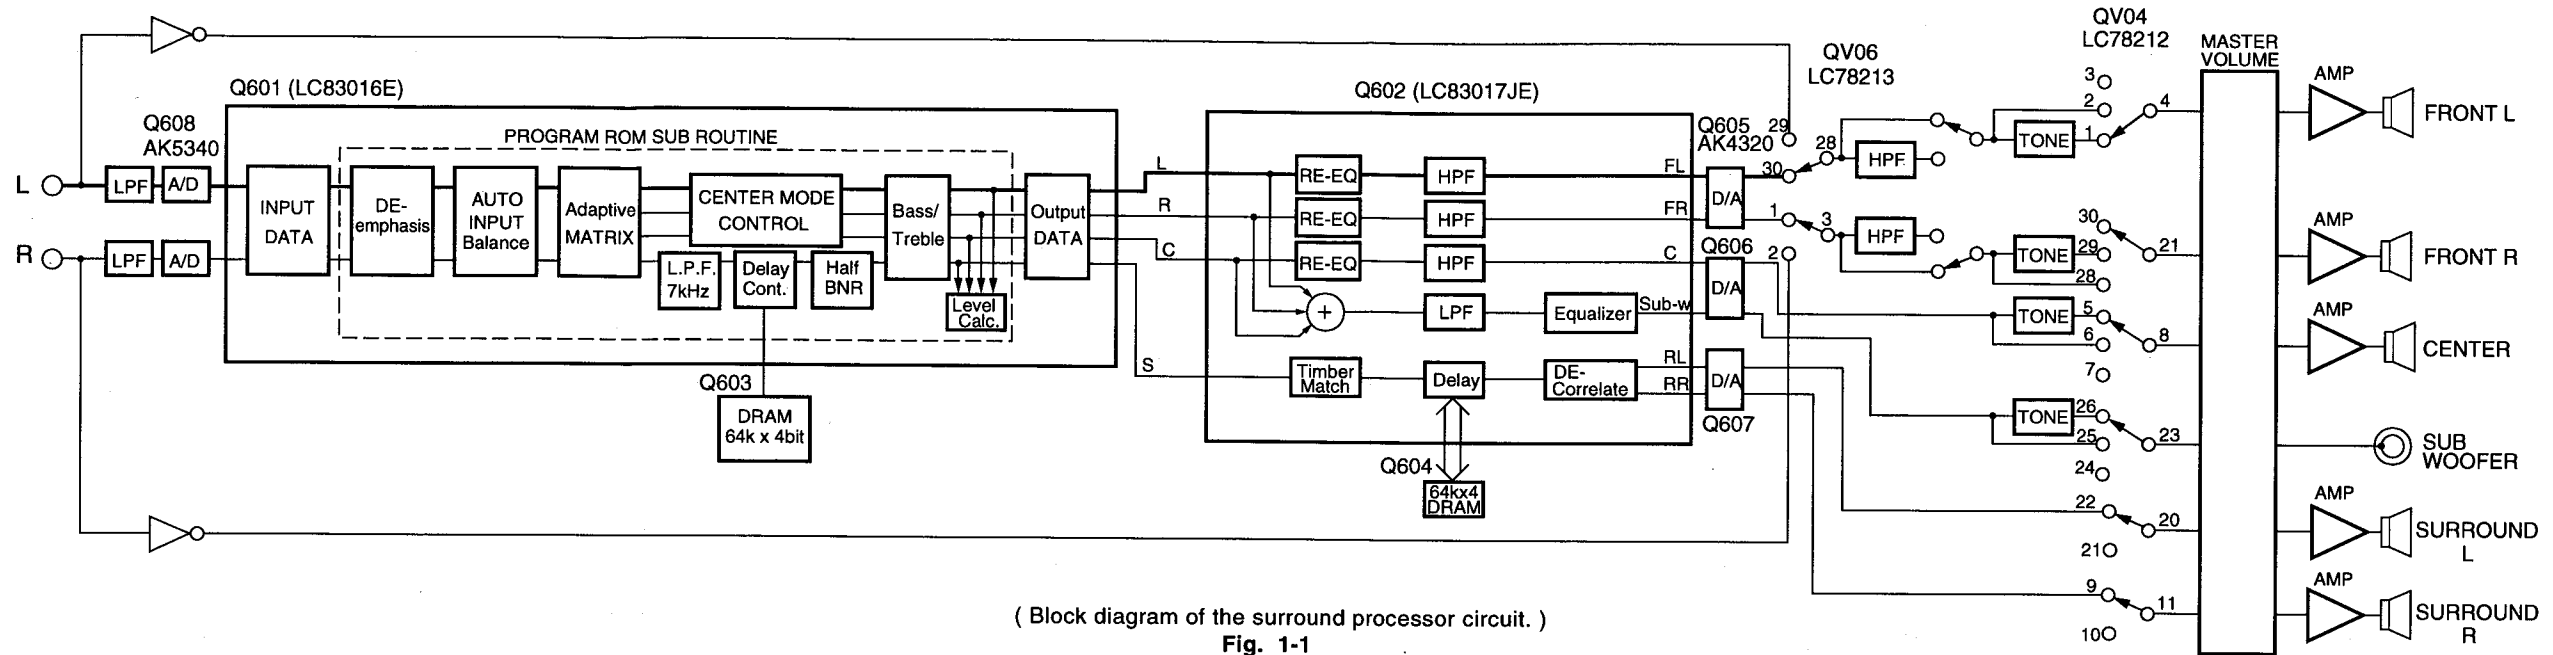 QV04
LC78212
QV06
LC78213
MASTER
VOLUME
Q601 (LC83016E)
Q602 (LC83017JE)
Q608
AK5340
PROGRAM ROM SUB ROUTINE
L
LPF
A/D
R
LPF
A/D
INPUT
DATA
DE-
emphasis
AUTO
INPUT
Balance
Adaptive
MATRIX
CENTER MODE
CONTROL
L.P.F.
7kHz
Delay
Cont.
Half
BNR
Bass/
Treble
Level
Calc.
Output
DATA
Q603
DRAM
64k x 4bit
L
R
C
S
RE-EQ
HPF
FL
RE-EQ
HPF
FR
RE-EQ
HPF
C
+
LPF
Equalizer
Sub-w
Timber
Match
Delay
DE-
Correlate
RL
RR
Q604
64kx4
DRAM
Q605
AK4320
D/A
Q606
D/A
D/A
Q607
29
28
30
1
3
2
HPF
HPF
3
2
4
TONE
1
30
TONE
29
21
28
TONE
5
6
8
7
TONE
26
25
23
24
22
20
21
9
11
10
AMP
FRONT L
AMP
FRONT R
AMP
CENTER
SUB
WOOFER
AMP
SURROUND
L
AMP
SURROUND
R
( Block diagram of the surround processor circuit. )
Fig. 1-1